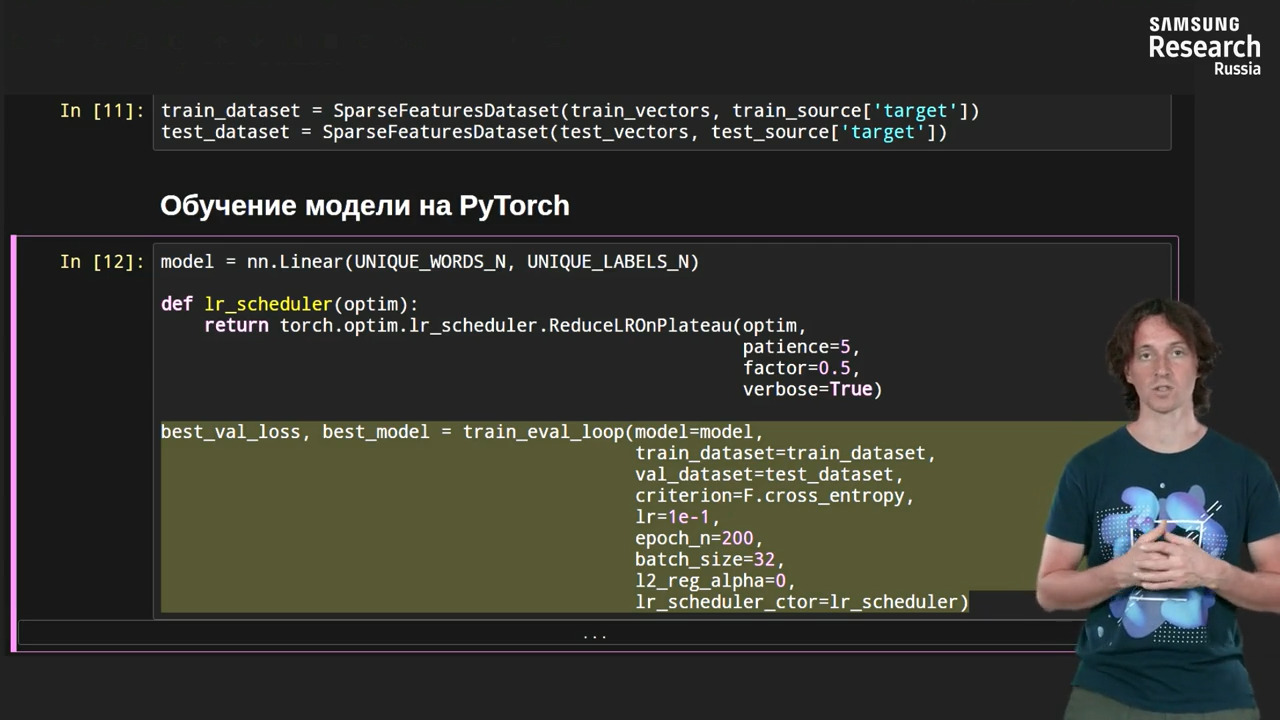 SAMSUNG
Research
Russia
In [11]: train_dataset = SparseFeaturesDataset(train_vectors, train_source['target'])
test_dataset = SparseFeaturesDataset(test_vectors, test_source['target'])
Обучение модели на PyTorch
In [12]: model = nn.Linear(UNIQUE_WORDS_N, UNIQUE_LABELS_N)
def lr_scheduler(optim):
return torch.optim.lr_scheduler.ReduceLROnPlateau(optim,
patience=5,
factor=0.5,
verbose=True)
best_val_loss, best_model = train_eval_loop(model=model,
train_dataset=train_dataset,
val_dataset=test_dataset,
criterion=F.cross_entropy,
lr=1e-1,
epoch_n=200,
batch_size=32,
l2_reg_alpha=0,
lr_scheduler_ctor=lr_scheduler)
...